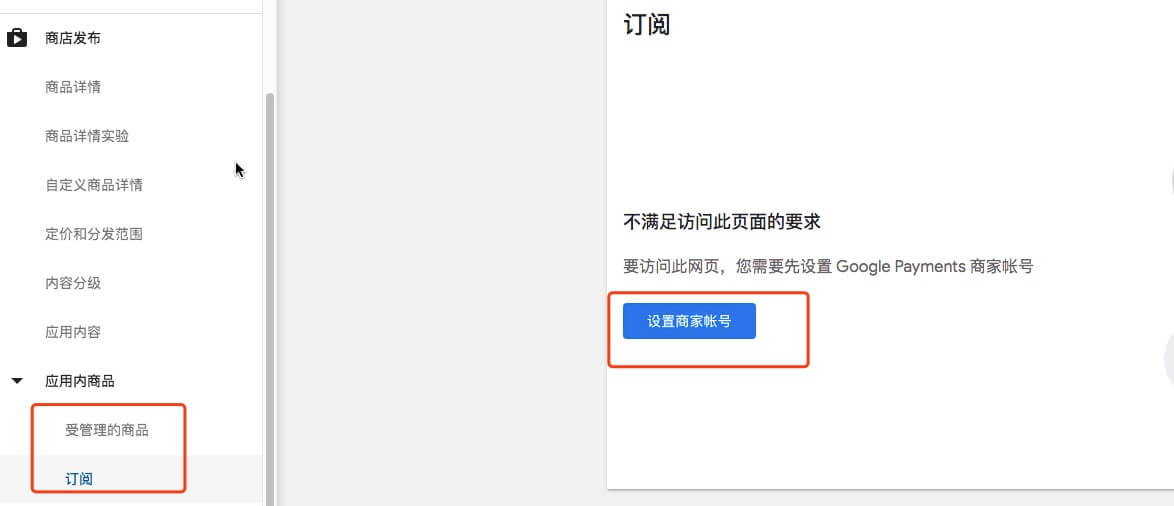 商店发布
商品详情
商品详情实验
自定义商品详情
定价和分发范围
内容分级
应用内容
应用内商品
受管理的商品
订阅
订阅
不满足访问此页面的要求
要访问此网页，您需要先设置 Google Payments 商家帐号
设置商家帐号